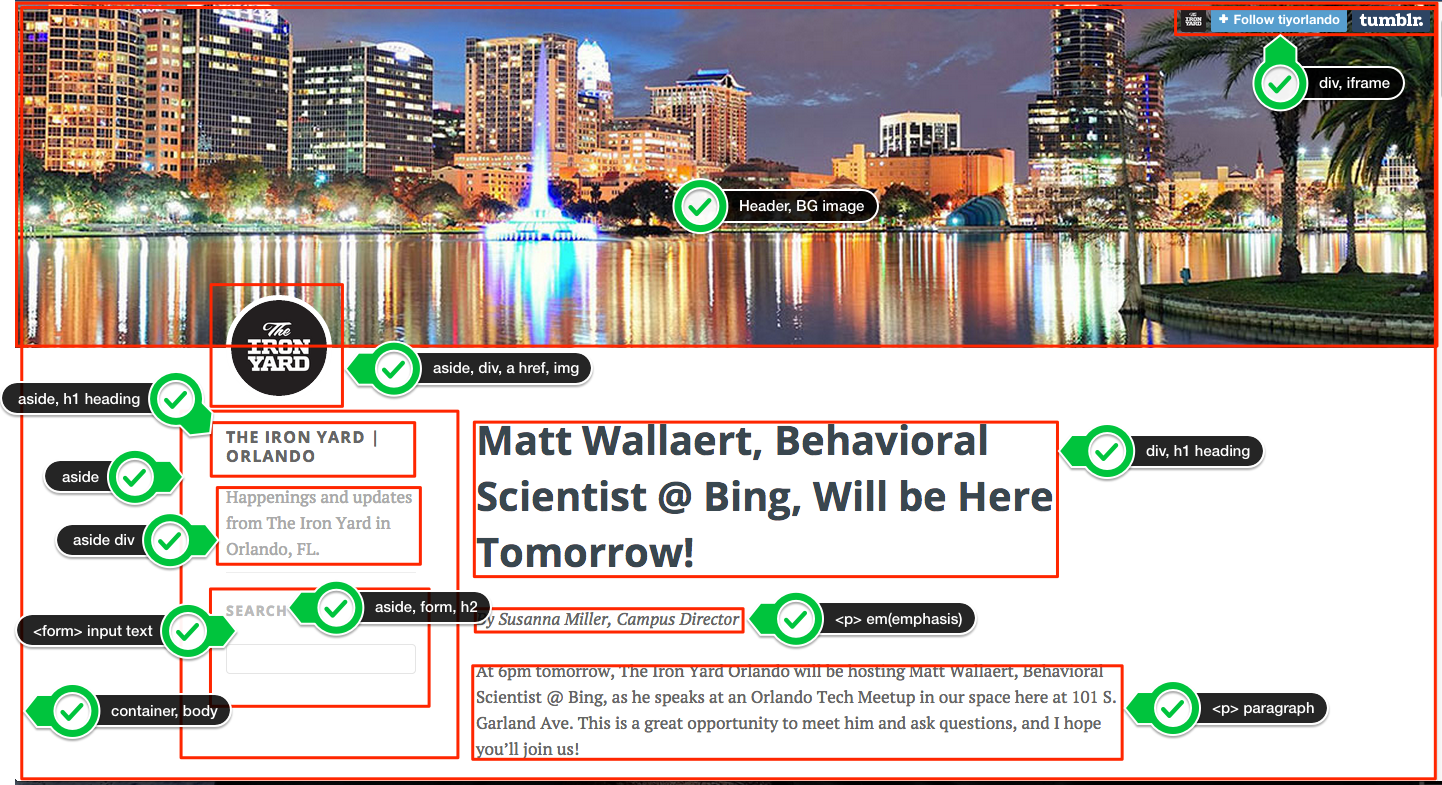 The IRON YARD
+ Follow tiyorlando
tumblr.
div, iframe
Header, BG image
The
IRON
YARD
aside, div, a href, img
aside, h1 heading
THE IRON YARD |
ORLANDO
aside
Happenings and updates
from The Iron Yard in
Orlando, FL.
aside div
SEARCH
aside, form, h2
<form> input text
container, body
Matt Wallaert, Behavioral
Scientist @ Bing, Will be Here
Tomorrow!
div, h1 heading
By Susanna Miller, Campus Director
<p> em(emphasis)
At 6pm tomorrow, The Iron Yard Orlando will be hosting Matt Wallaert, Behavioral
Scientist @ Bing, as he speaks at an Orlando Tech Meetup in our space here at 101 S.
Garland Ave. This is a great opportunity to meet him and ask questions, and I hope
you’ll join us!
<p> paragraph